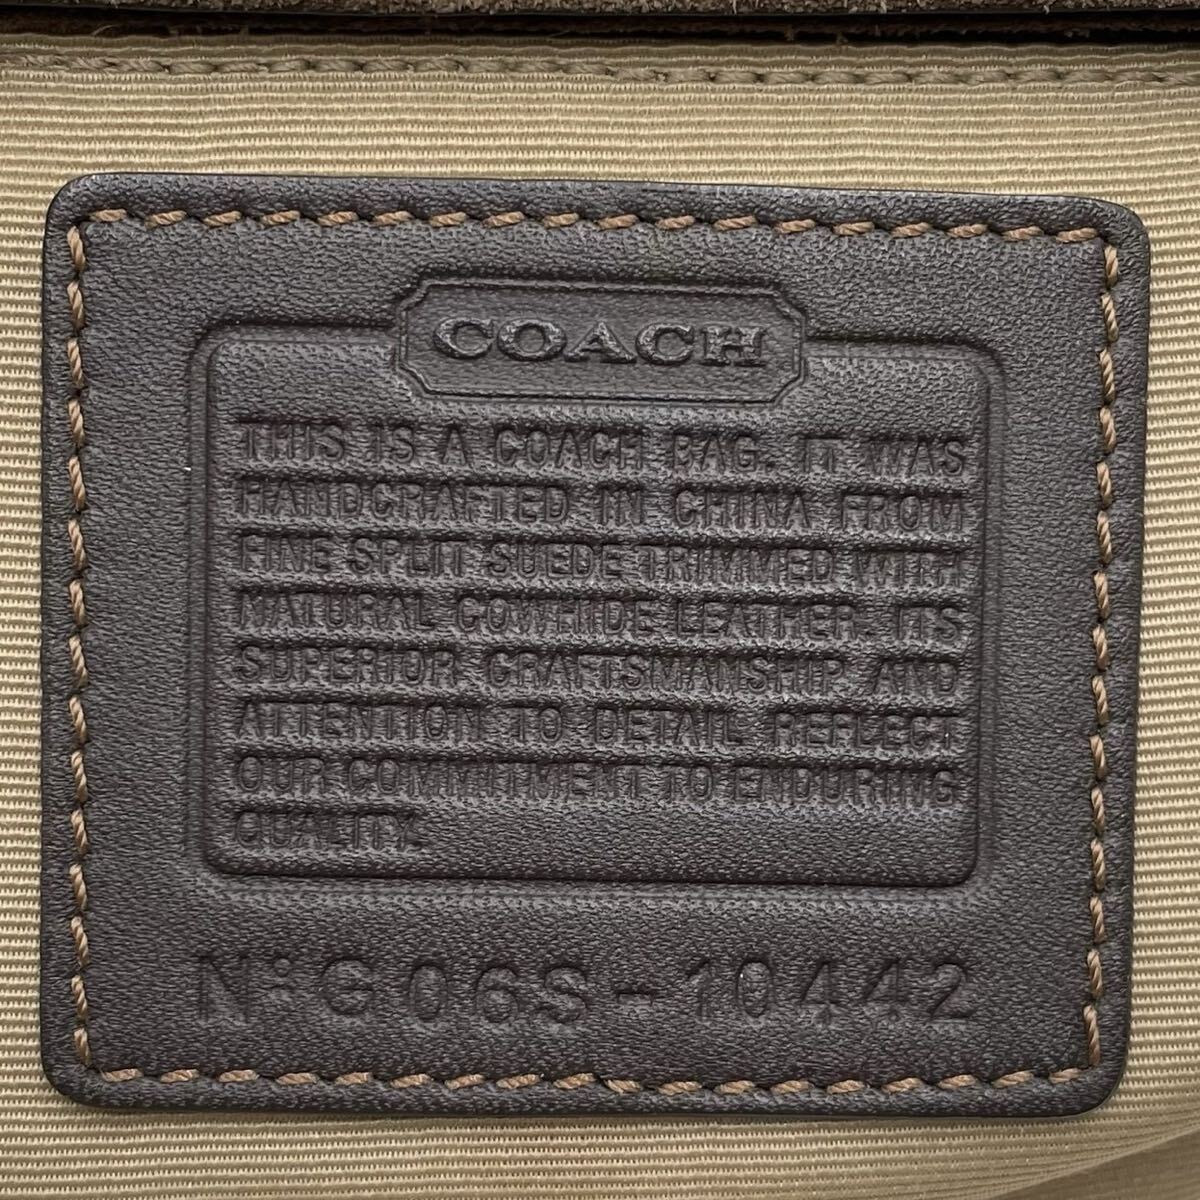 COACH
THIS IS A COACH BAG. IT WAS
HANDCRAFTED IN CHINA FROM
FINE SPLIT SUEDE TRIMMED WITH
NATURAL COWHIDE LEATHER. ITS
SUPERIOR CRAFTSMANSHIP AND
ATTENTION TO DETAIL REFLECT
OUR COMMITMENT TO ENDURING
QUALITY.
Nº G06S-10442